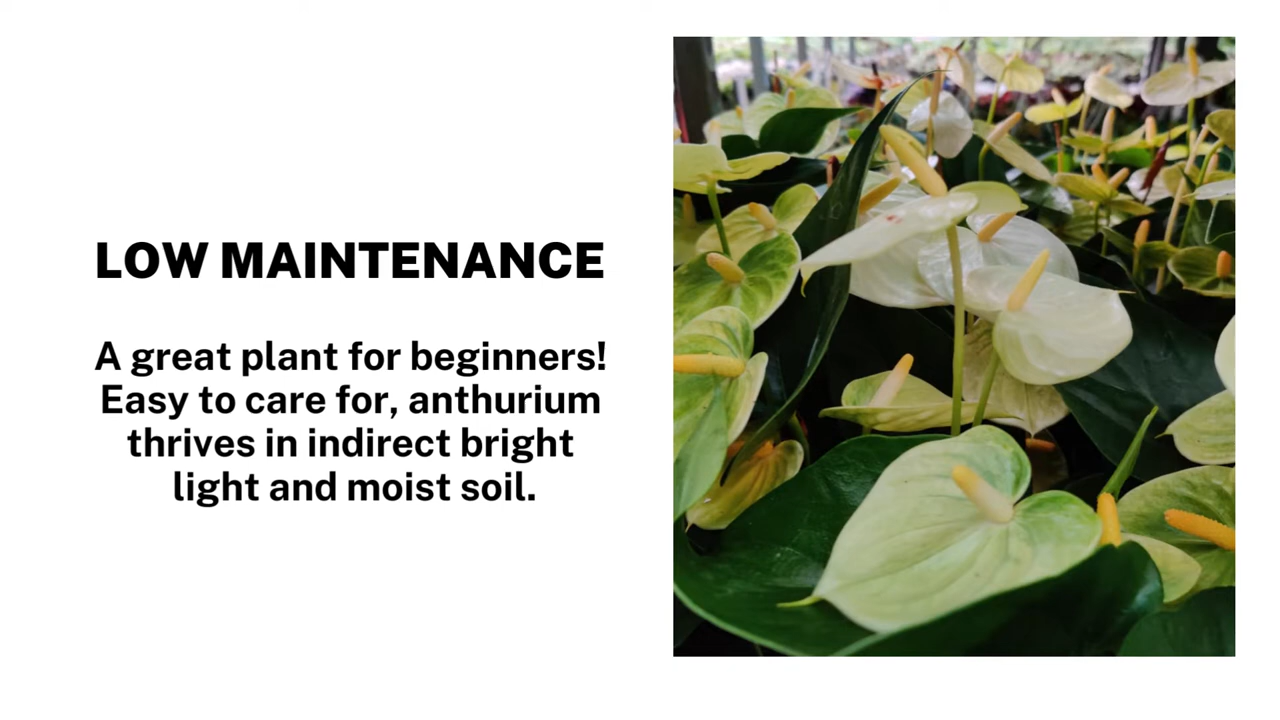 LOW MAINTENANCE
A great plant for beginners!
Easy to care for, anthurium
thrives in indirect bright
light and moist soil.